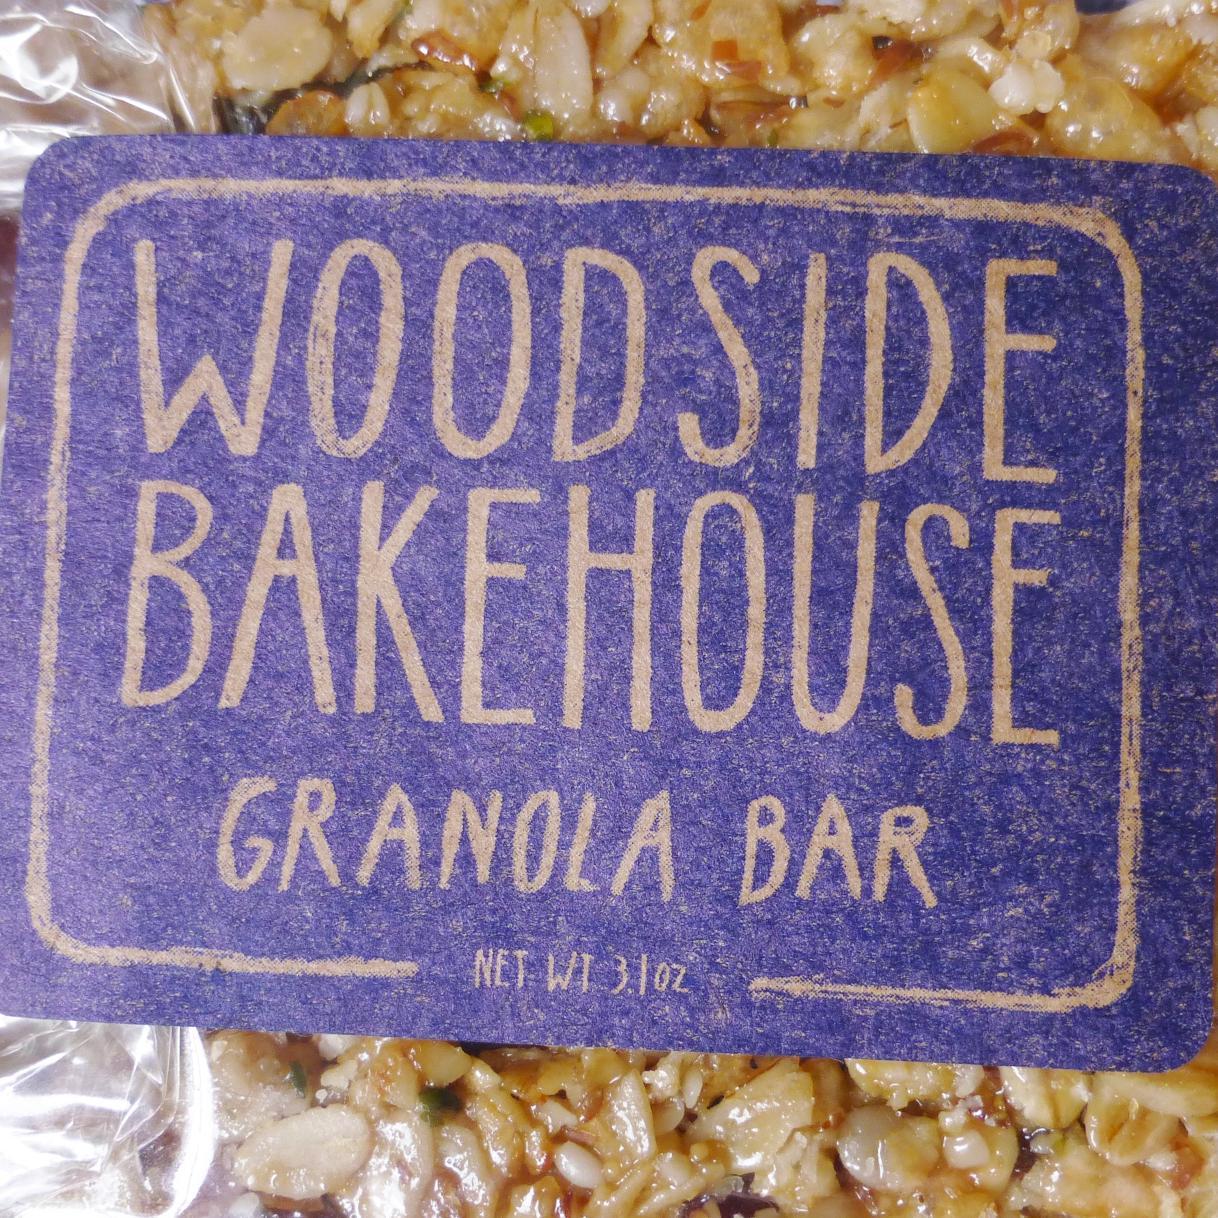 WOODSIDE
BAKEHOUSE
GRANOLA BAR
NET WT 3.1oz